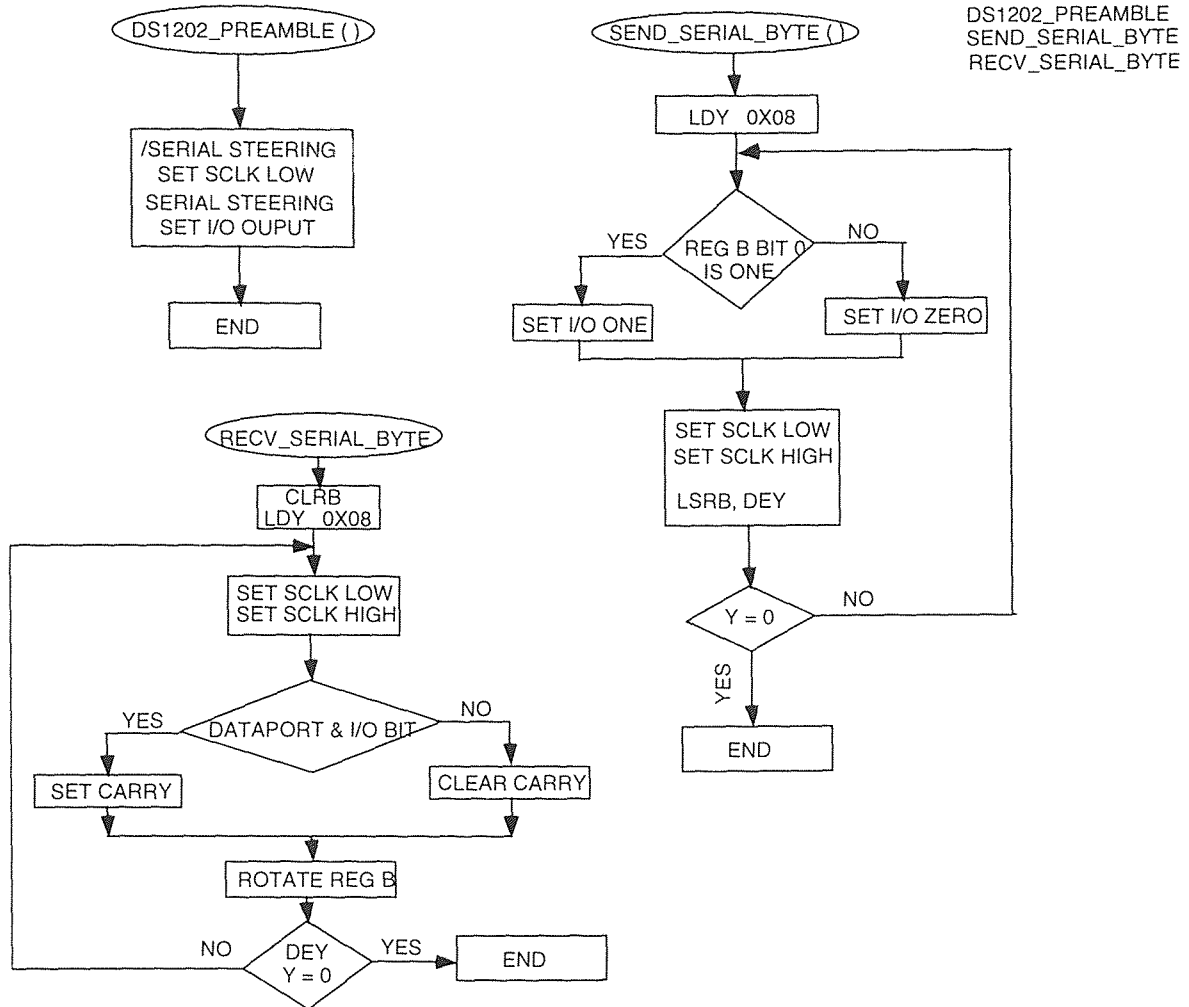 DS1202_PREAMBLE ( )
/SERIAL STEERING
SET SCLK LOW
SERIAL STEERING
SET I/O OUPUT
END
SEND_SERIAL_BYTE ( )
LDY 0X08
REG B BIT 0
IS ONE
YES
NO
SET I/O ONE
SET I/O ZERO
SET SCLK LOW
SET SCLK HIGH
LSRB, DEY
Y = 0
NO
YES
END
DS1202_PREAMBLE
SEND_SERIAL_BYTE
RECV_SERIAL_BYTE
RECV_SERIAL_BYTE
CLRB
LDY 0X08
SET SCLK LOW
SET SCLK HIGH
DATAPORT & I/O BIT
YES
NO
SET CARRY
CLEAR CARRY
ROTATE REG B
DEY
Y = 0
NO
YES
END